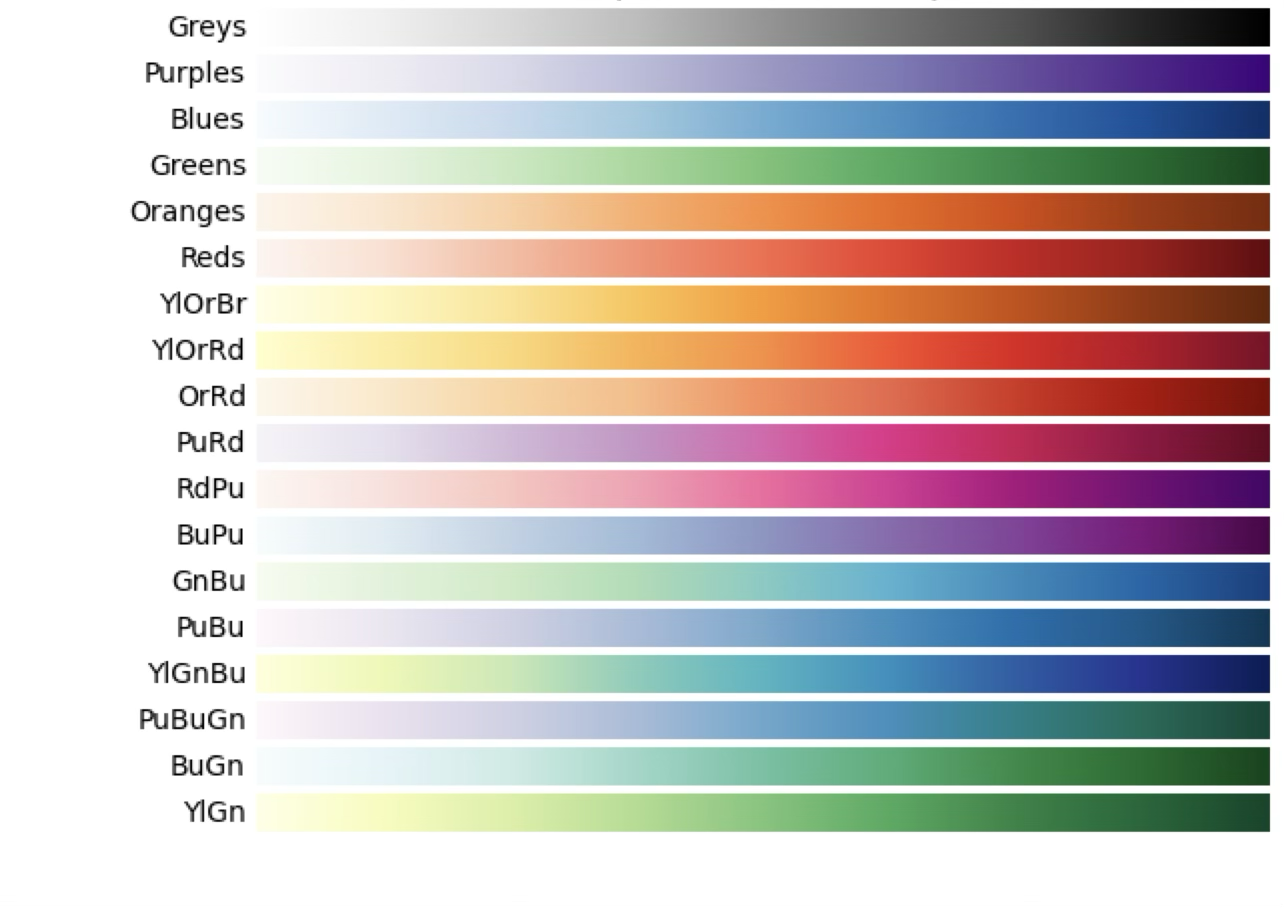 Greys
Purples
Blues
Greens
Oranges
Reds
YlOrBr
YlOrRd
OrRd
PuRd
RdPu
BuPu
GnBu
PuBu
YlGnBu
PuBuGn
BuGn
YlGn